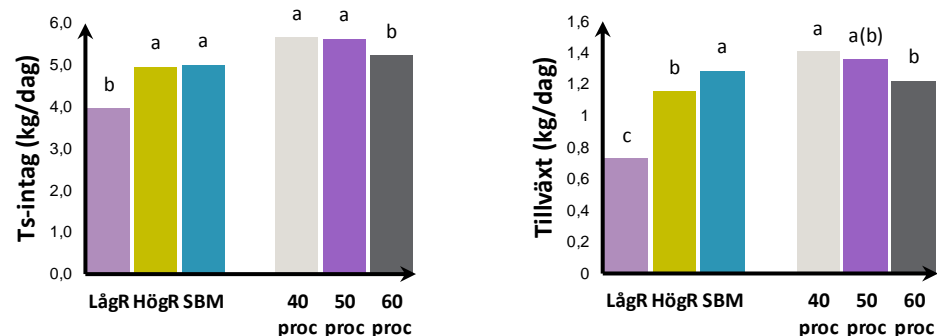 Ts-intag (kg/dag)
6,0
5,0
4,0
3,0
2,0
1,0
0,0
b
a
a
a
a
b
LågR HögR SBM
40 50 60
proc proc proc
Tillväxt (kg/dag)
1,6
1,4
1,2
1
0,8
0,6
0,4
0,2
0
c
b
a
a
a(b)
b
LågR HögR SBM
40 50 60
proc proc proc